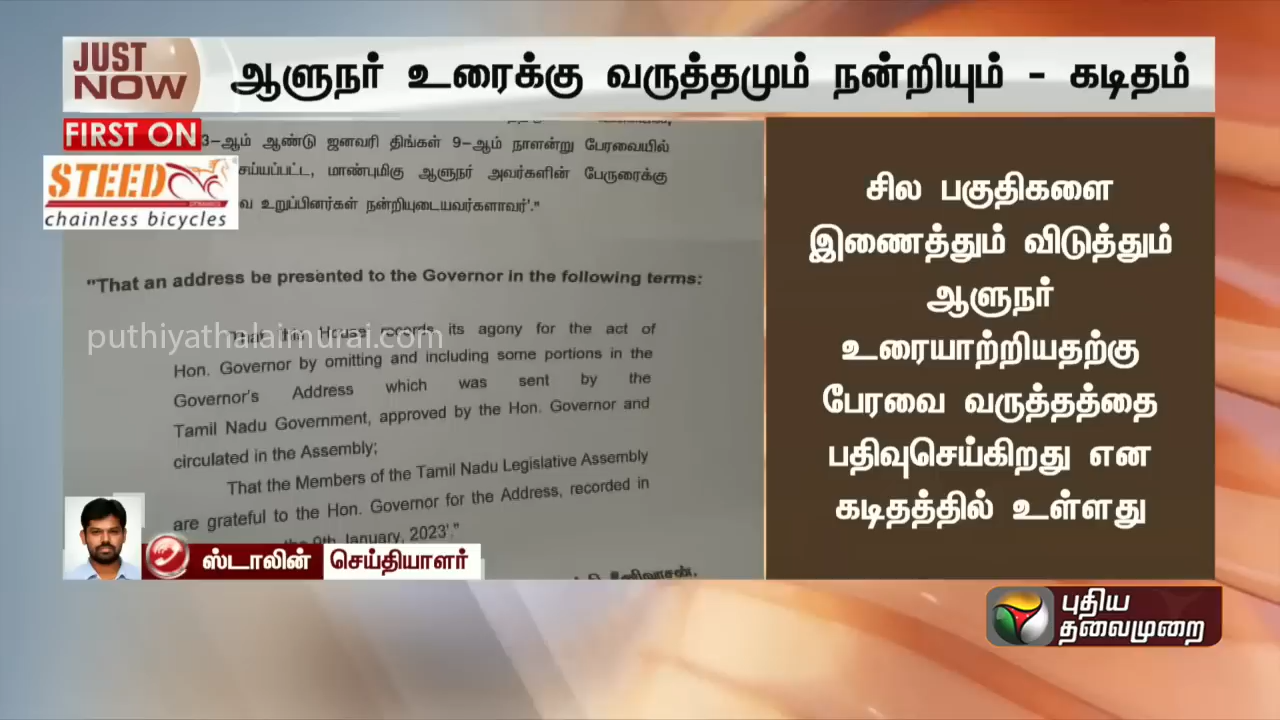 JUST
NOW
ஆளுநர் உரைக்கு வருத்தமும் நன்றியும் - கடிதம்
FIRST ON
STEED
chainless bicycles
3-ஆம் ஆண்டு ஜனவரி திங்கள் 9-ஆம் நாளன்று பேரவையில்
சய்யப்பட்ட, மாண்புமிகு ஆளுநர் அவர்களின் பேருரைக்கு
வ உறுப்பினர்கள் நன்றியுடையவர்களாவர்'."
"That an address be presented to the Governor in the following terms:
puthiyathalaimurai.com
House records its agony for the act of
Hon. Governor by omitting and including some portions in the
Governor's Address which was sent by the
Tamil Nadu Government, approved by the Hon. Governor and
circulated in the Assembly;
That the Members of the Tamil Nadu Legislative Assembly
are grateful to the Hon. Governor for the Address, recorded in
the 9th January, 2023'."
சில பகுதிகளை
இணைத்தும் விடுத்தும்
ஆளுநர்
உரையாற்றியதற்கு
பேரவை வருத்தத்தை
பதிவுசெய்கிறது என
கடிதத்தில் உள்ளது
ஸ்டாலின் செய்தியாளர்
புதிய
தலைமுறை